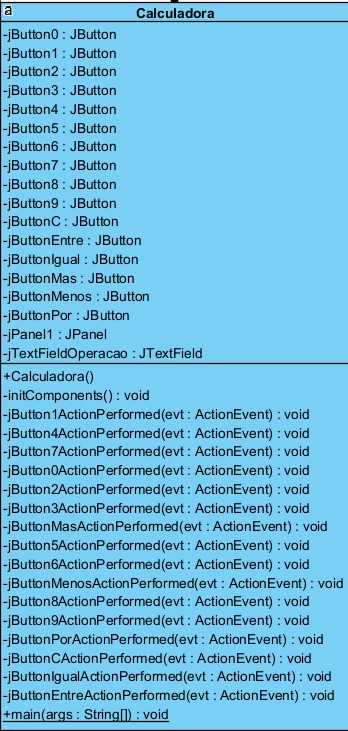 a
Calculadora
-jButton0 : JButton
-jButton1 : JButton
-jButton2 : JButton
-jButton3 : JButton
-jButton4 : JButton
-jButton5 : JButton
-jButton6 : JButton
-jButton7 : JButton
-jButton8 : JButton
-jButton9 : JButton
-jButtonC : JButton
-jButtonEntre : JButton
-jButtonIgual : JButton
-jButtonMas : JButton
-jButtonMenos : JButton
-jButtonPor : JButton
-jPanel1 : JPanel
-jTextFieldOperacao : JTextField
+Calculadora()
-initComponents() : void
-jButton1ActionPerformed(evt : ActionEvent) : void
-jButton4ActionPerformed(evt : ActionEvent) : void
-jButton7ActionPerformed(evt : ActionEvent) : void
-jButton0ActionPerformed(evt : ActionEvent) : void
-jButton2ActionPerformed(evt : ActionEvent) : void
-jButton3ActionPerformed(evt : ActionEvent) : void
-jButtonMasActionPerformed(evt : ActionEvent) : void
-jButton5ActionPerformed(evt : ActionEvent) : void
-jButton6ActionPerformed(evt : ActionEvent) : void
-jButtonMenosActionPerformed(evt : ActionEvent) : void
-jButton8ActionPerformed(evt : ActionEvent) : void
-jButton9ActionPerformed(evt : ActionEvent) : void
-jButtonPorActionPerformed(evt : ActionEvent) : void
-jButtonCActionPerformed(evt : ActionEvent) : void
-jButtonIgualActionPerformed(evt : ActionEvent) : void
-jButtonEntreActionPerformed(evt : ActionEvent) : void
+main(args : String[]) : void